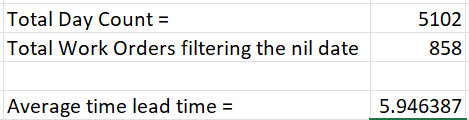 Total Day Count = 5102
Total Work Orders filtering the nil date 858
Average time lead time = 5.946387